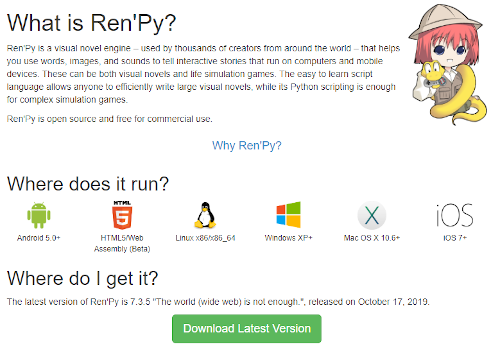 What is Ren'Py?
Ren'Py is a visual novel engine – used by thousands of creators from around the world – that helps
you use words, images, and sounds to tell interactive stories that run on computers and mobile
devices. These can be both visual novels and life simulation games. The easy to learn script
language allows anyone to efficiently write large visual novels, while its Python scripting is enough
for complex simulation games.
Ren'Py is open source and free for commercial use.
Why Ren'Py?
Where does it run?
HTML
5
X
iOS
Android 5.0+ HTML5/Web Linux x86/x86_64 Windows XP+ Mac OS X 10.6+ iOS 7+
Assembly (Beta)
Where do I get it?
The latest version of Ren'Py is 7.3.5 "The world (wide web) is not enough.", released on October 17, 2019.
Download Latest Version